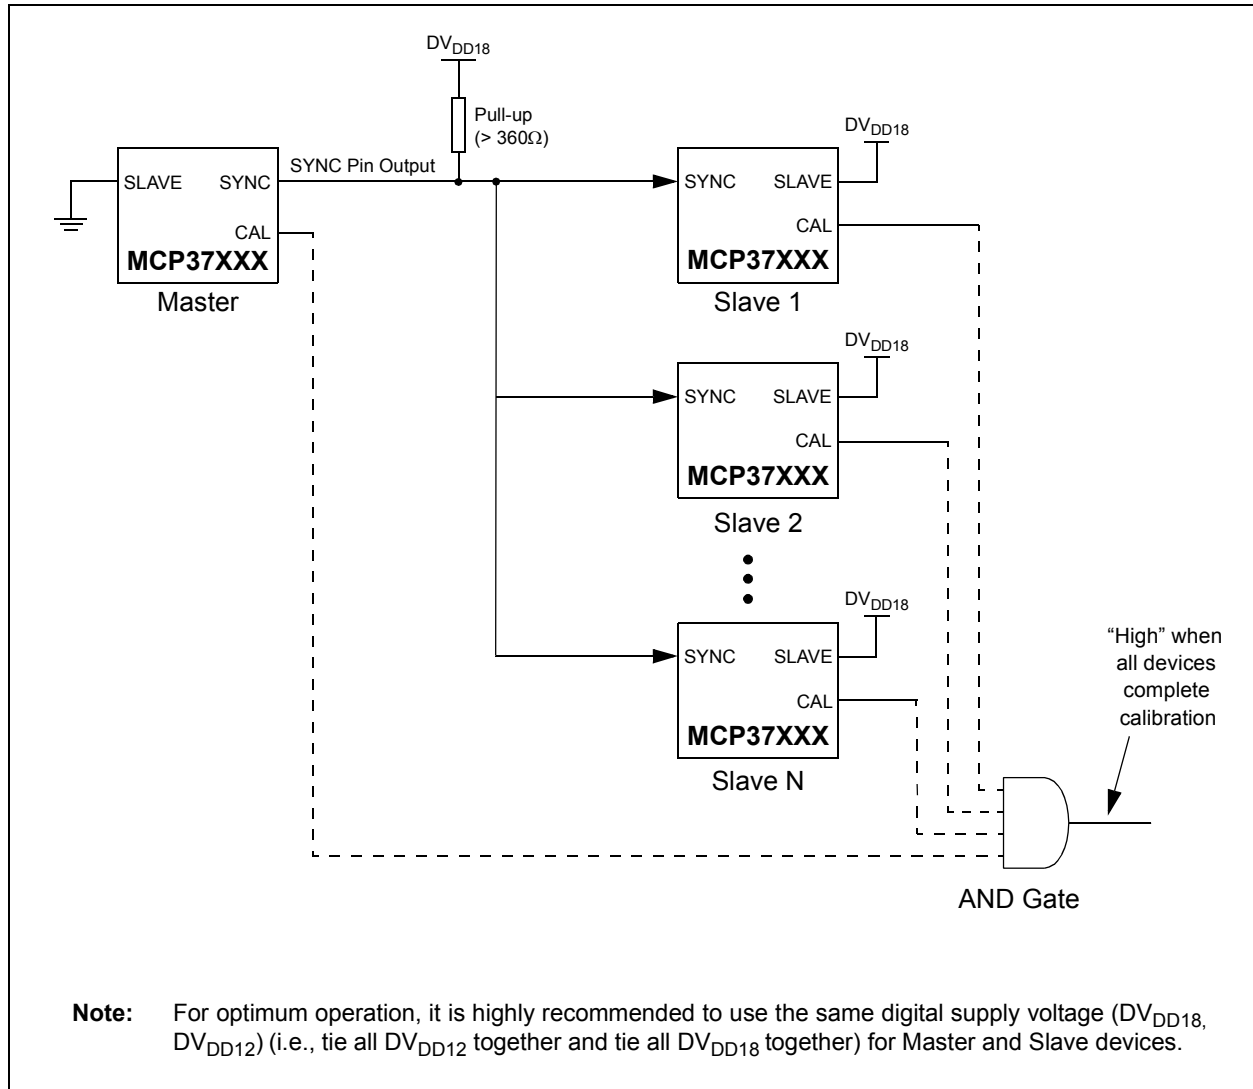 DVDD18
Pull-up
(> 360Ω)
SYNC Pin Output
SLAVE SYNC
CAL
MCP37XXX
Master
DVDD18
SYNC SLAVE
CAL
MCP37XXX
Slave 1
DVDD18
SYNC SLAVE
CAL
MCP37XXX
Slave 2
DVDD18
SYNC SLAVE
CAL
MCP37XXX
Slave N
“High” when
all devices
complete
calibration
AND Gate
Note: For optimum operation, it is highly recommended to use the same digital supply voltage (DVDD18,
DVDD12) (i.e., tie all DVDD12 together and tie all DVDD18 together) for Master and Slave devices.